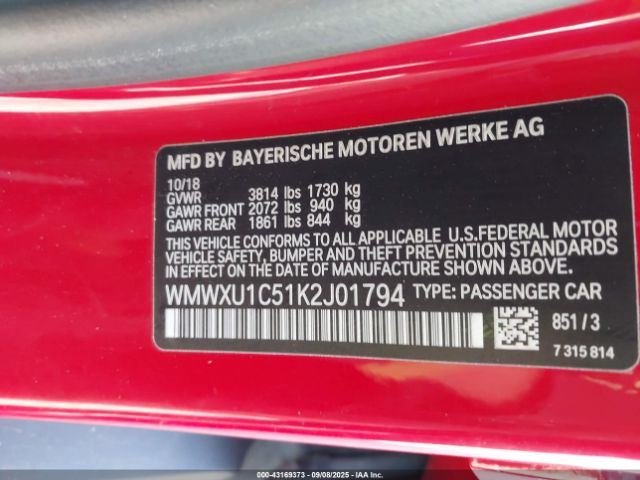 MFD BY BAYERISCHE MOTOREN WERKE AG
10/18
GVWR 3814 lbs 1730 kg
GAWR FRONT 2072 lbs 940 kg
GAWR REAR 1861 lbs 844 kg
THIS VEHICLE CONFORMS TO ALL APPLICABLE U.S.FEDERAL MOTOR
VEHICLE SAFETY, BUMPER AND THEFT PREVENTION STANDARDS
IN EFFECT ON THE DATE OF MANUFACTURE SHOWN ABOVE.
WMWXU1C51K2J01794 TYPE: PASSENGER CAR
851/3
7 315 814
000-43169373 - 09/08/2025 - IAAI.COM